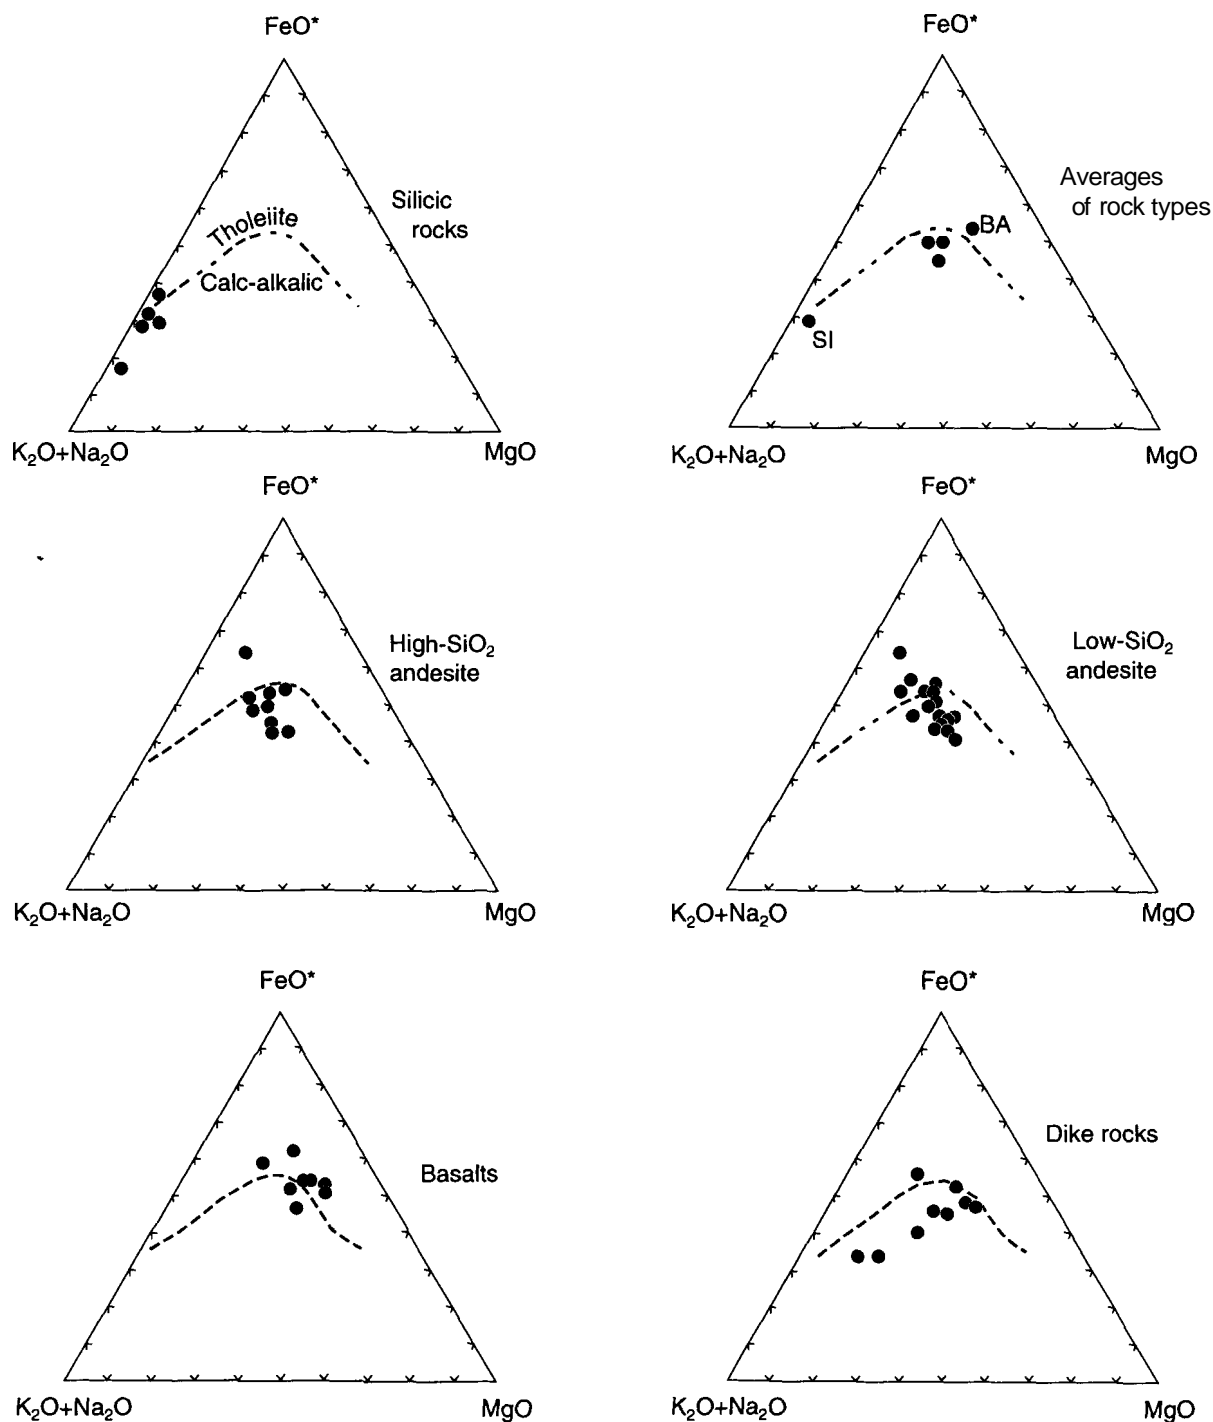 FeO*
Silicic
rocks
Tholeiite
Calc-alkalic
K₂O+Na₂O
MgO
FeO*
Averages
of rock types
BA
SI
K₂O+Na₂O
MgO
FeO*
High-SiO₂
andesite
K₂O+Na₂O
MgO
FeO*
Low-SiO₂
andesite
K₂O+Na₂O
MgO
FeO*
Basalts
K₂O+Na₂O
MgO
FeO*
Dike rocks
K₂O+Na₂O
MgO